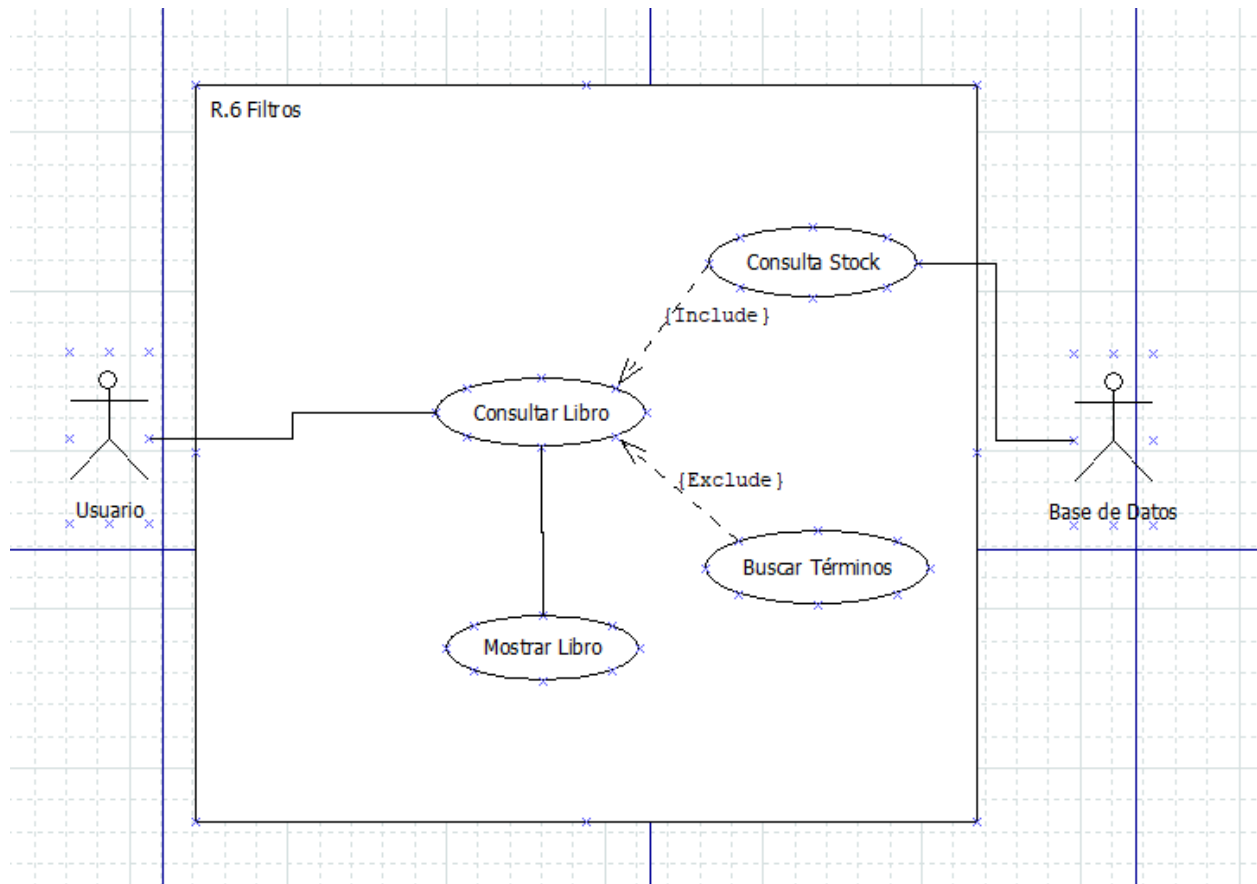 R.6 Filtros
Consulta Stock
{Include}
Consultar Libro
{Exclude}
Usuario
Base de Datos
Buscar Términos
Mostrar Libro